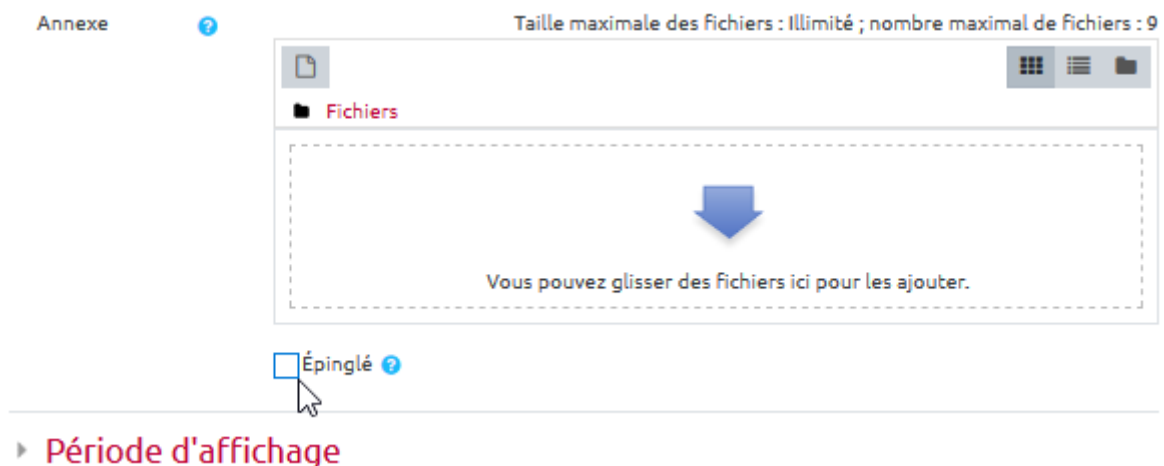 Annexe Taille maximale des fichiers : Illimité ; nombre maximal de fichiers : 9
Fichiers
Vous pouvez glisser des fichiers ici pour les ajouter.
Épinglé
Période d'affichage